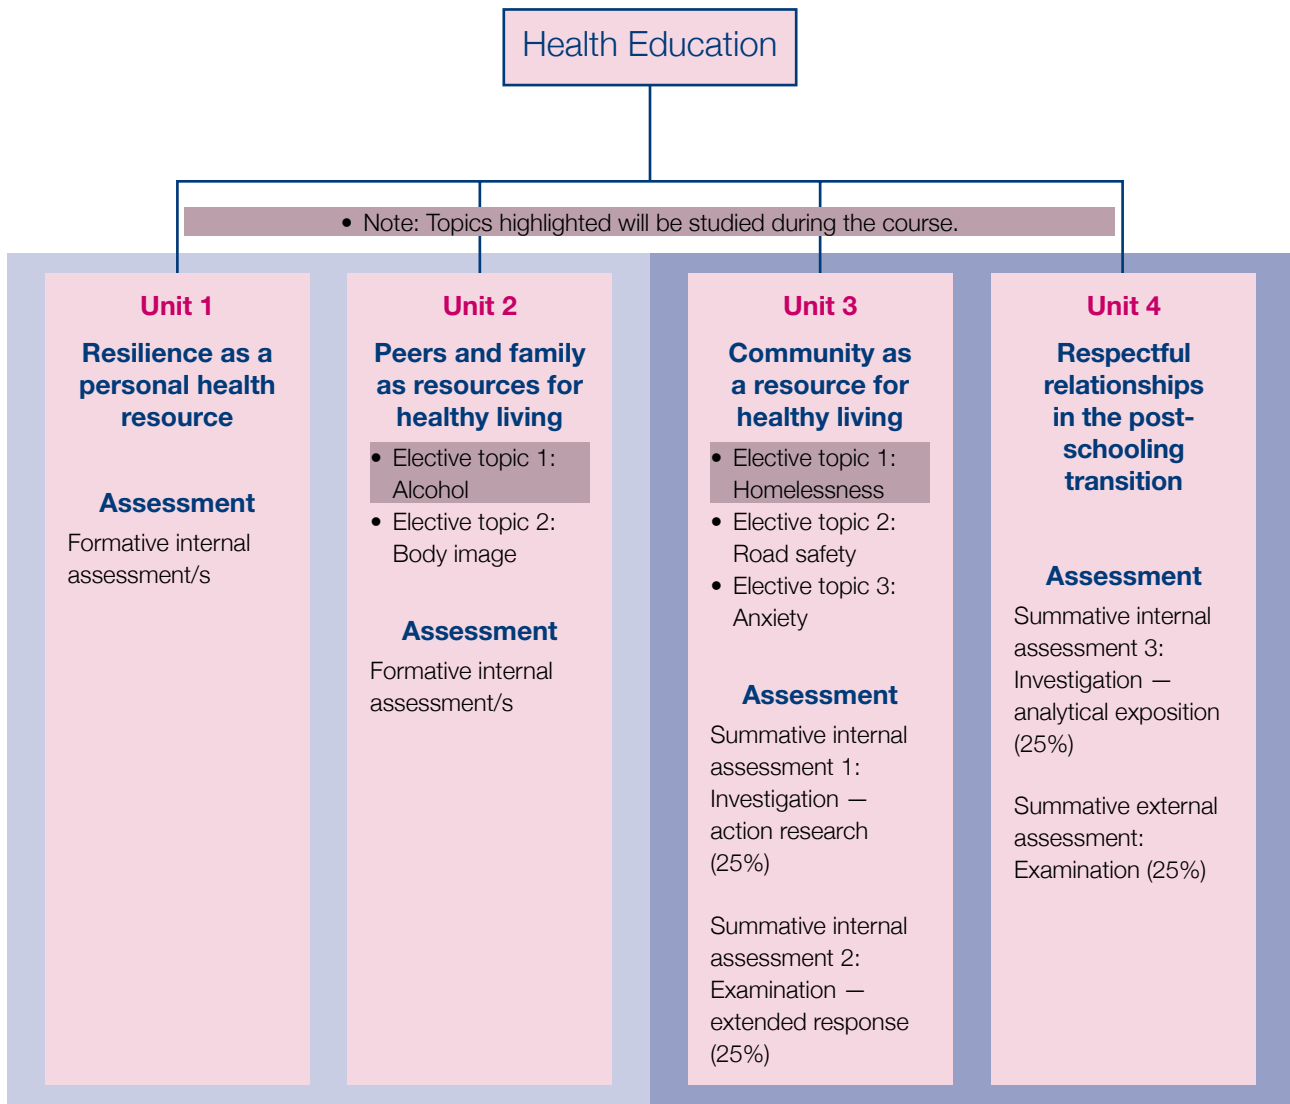 Health Education
• Note: Topics highlighted will be studied during the course.
Unit 1
Resilience as a
personal health
resource
Assessment
Formative internal
assessment/s
Unit 2
Peers and family
as resources for
healthy living
• Elective topic 1:
Alcohol
• Elective topic 2:
Body image
Assessment
Formative internal
assessment/s
Unit 3
Community as
a resource for
healthy living
• Elective topic 1:
Homelessness
• Elective topic 2:
Road safety
• Elective topic 3:
Anxiety
Assessment
Summative internal
assessment 1:
Investigation —
action research
(25%)
Summative internal
assessment 2:
Examination —
extended response
(25%)
Unit 4
Respectful
relationships
in the post-
schooling
transition
Assessment
Summative internal
assessment 3:
Investigation —
analytical exposition
(25%)
Summative external
assessment:
Examination (25%)